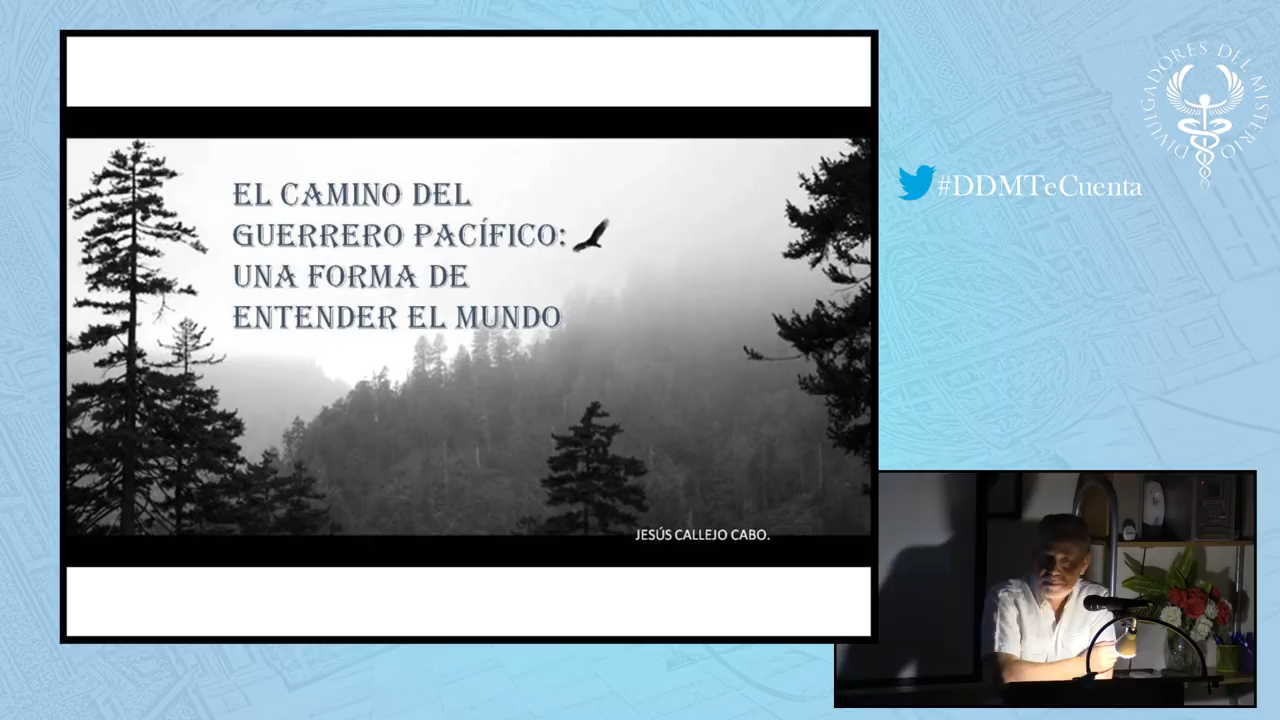 EL CAMINO DEL
GUERRERO PACÍFICO:
UNA FORMA DE
ENTENDER EL MUNDO
JESÚS CALLEJO CABO.
DIVULGADORES DEL MISTERIO
#DDMTeCuenta